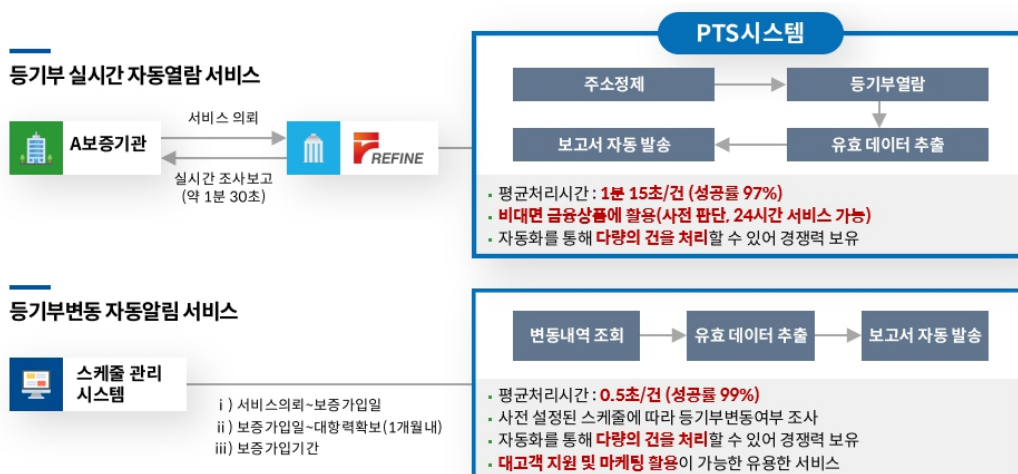 PTS시스템
등기부 실시간 자동열람 서비스
주소정제
등기부열람
서비스 의뢰
A보증기관
REFINE
보고서 자동 발송
유효 데이터 추출
실시간 조사보고
(약 1분 30초)
• 평균처리시간 : 1분 15초/건 (성공률 97%)
• 비대면 금융상품에 활용(사전 판단, 24시간 서비스 가능)
• 자동화를 통해 다량의 건을 처리할 수 있어 경쟁력 보유
등기부변동 자동알림 서비스
변동내역 조회
유효 데이터 추출
보고서 자동 발송
스케줄 관리
시스템
ⅰ) 서비스의뢰~보증가입일
ⅱ) 보증가입일~대항력확보(1개월내)
ⅲ) 보증가입기간
• 평균처리시간 : 0.5초/건 (성공률 99%)
• 사전 설정된 스케줄에 따라 등기부변동여부 조사
• 자동화를 통해 다량의 건을 처리할 수 있어 경쟁력 보유
• 대고객 지원 및 마케팅 활용이 가능한 유용한 서비스